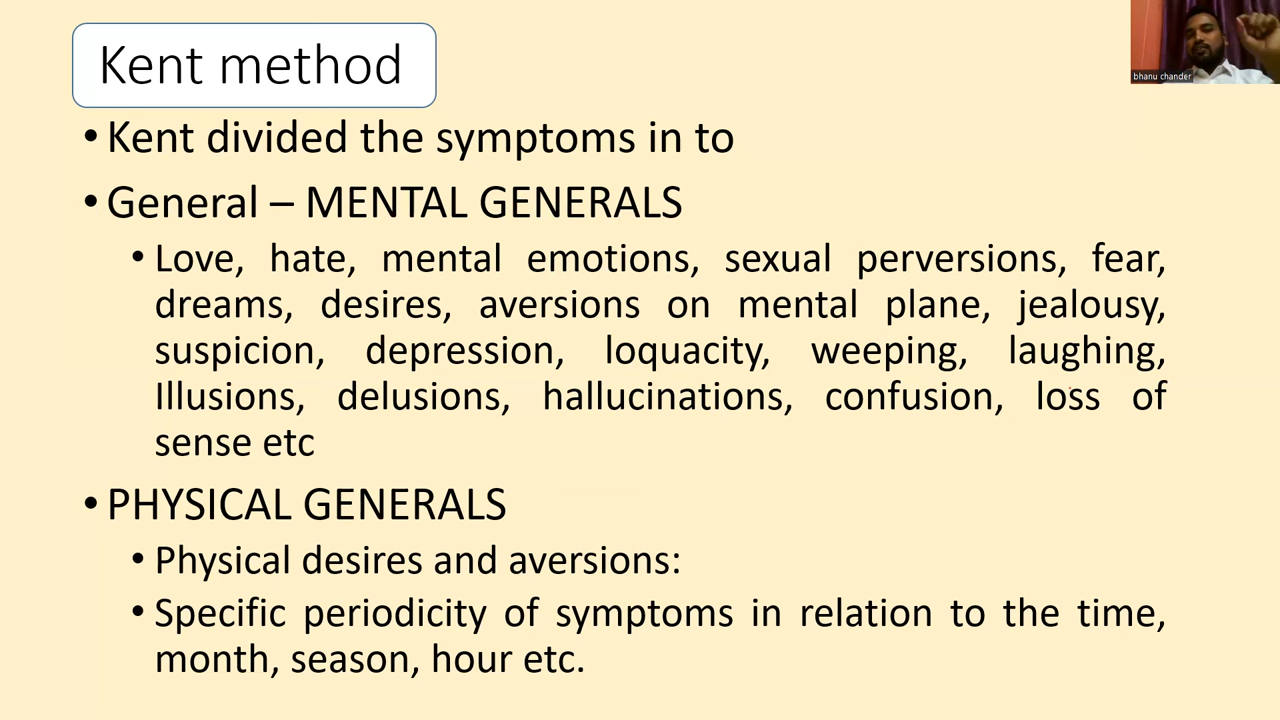 Kent method
bhanu chander
•Kent divided the symptoms in to
•General – MENTAL GENERALS
•Love, hate, mental emotions, sexual perversions, fear,
dreams, desires, aversions on mental plane, jealousy,
suspicion, depression, loquacity, weeping, laughing,
Illusions, delusions, hallucinations, confusion, loss of
sense etc
•PHYSICAL GENERALS
•Physical desires and aversions:
•Specific periodicity of symptoms in relation to the time,
month, season, hour etc.